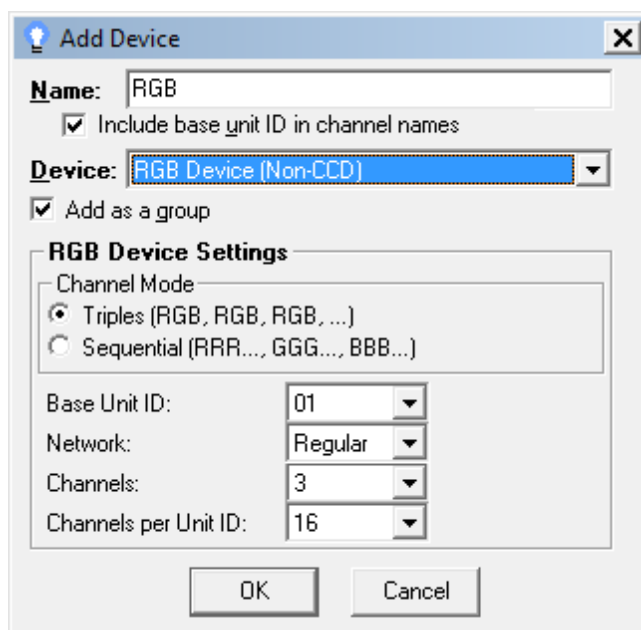 Add Device
Name: RGB
Include base unit ID in channel names
Device: RGB Device (Non-CCD)
Add as a group
RGB Device Settings
Channel Mode
Triples (RGB, RGB, RGB, ...)
Sequential (RRR..., GGG..., BBB...)
Base Unit ID: 01
Network: Regular
Channels: 3
Channels per Unit ID: 16
OK Cancel